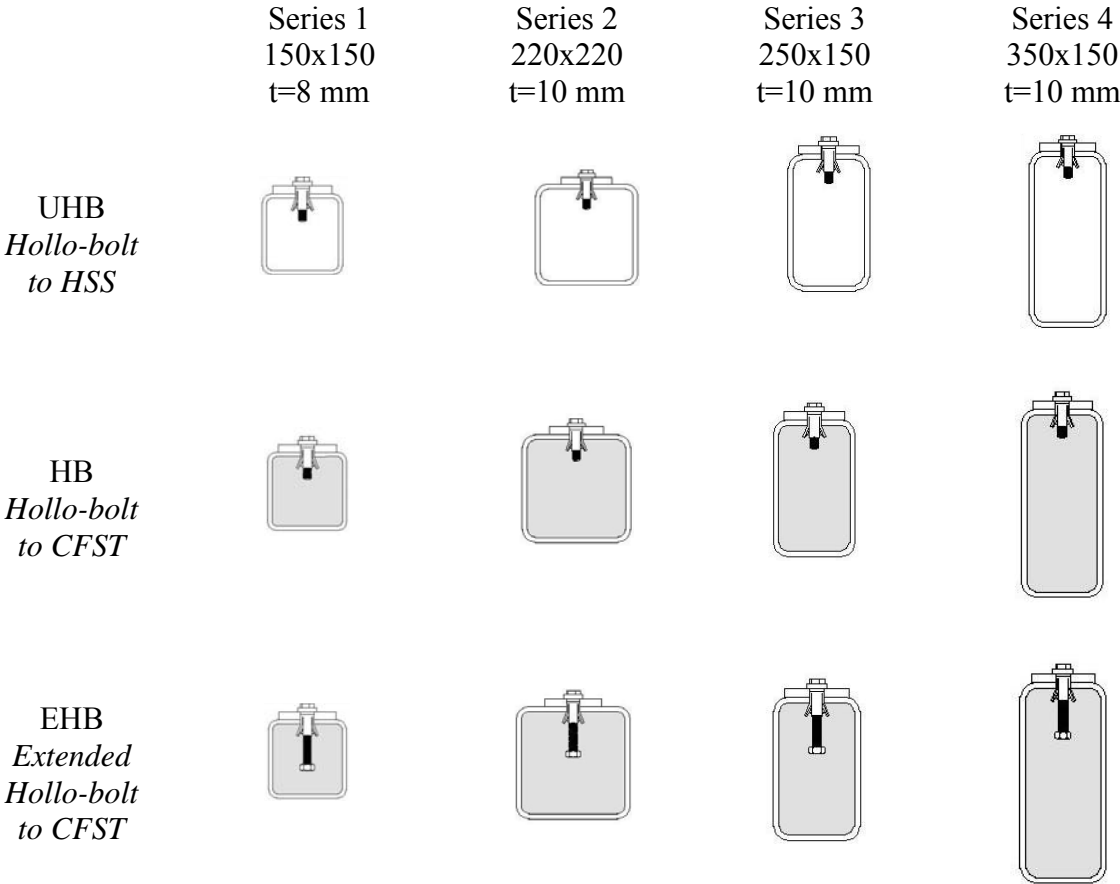 Series 1
150x150
t=8 mm
Series 2
220x220
t=10 mm
Series 3
250x150
t=10 mm
Series 4
350x150
t=10 mm
UHB
Hollo-bolt
to HSS
HB
Hollo-bolt
to CFST
EHB
Extended
Hollo-bolt
to CFST